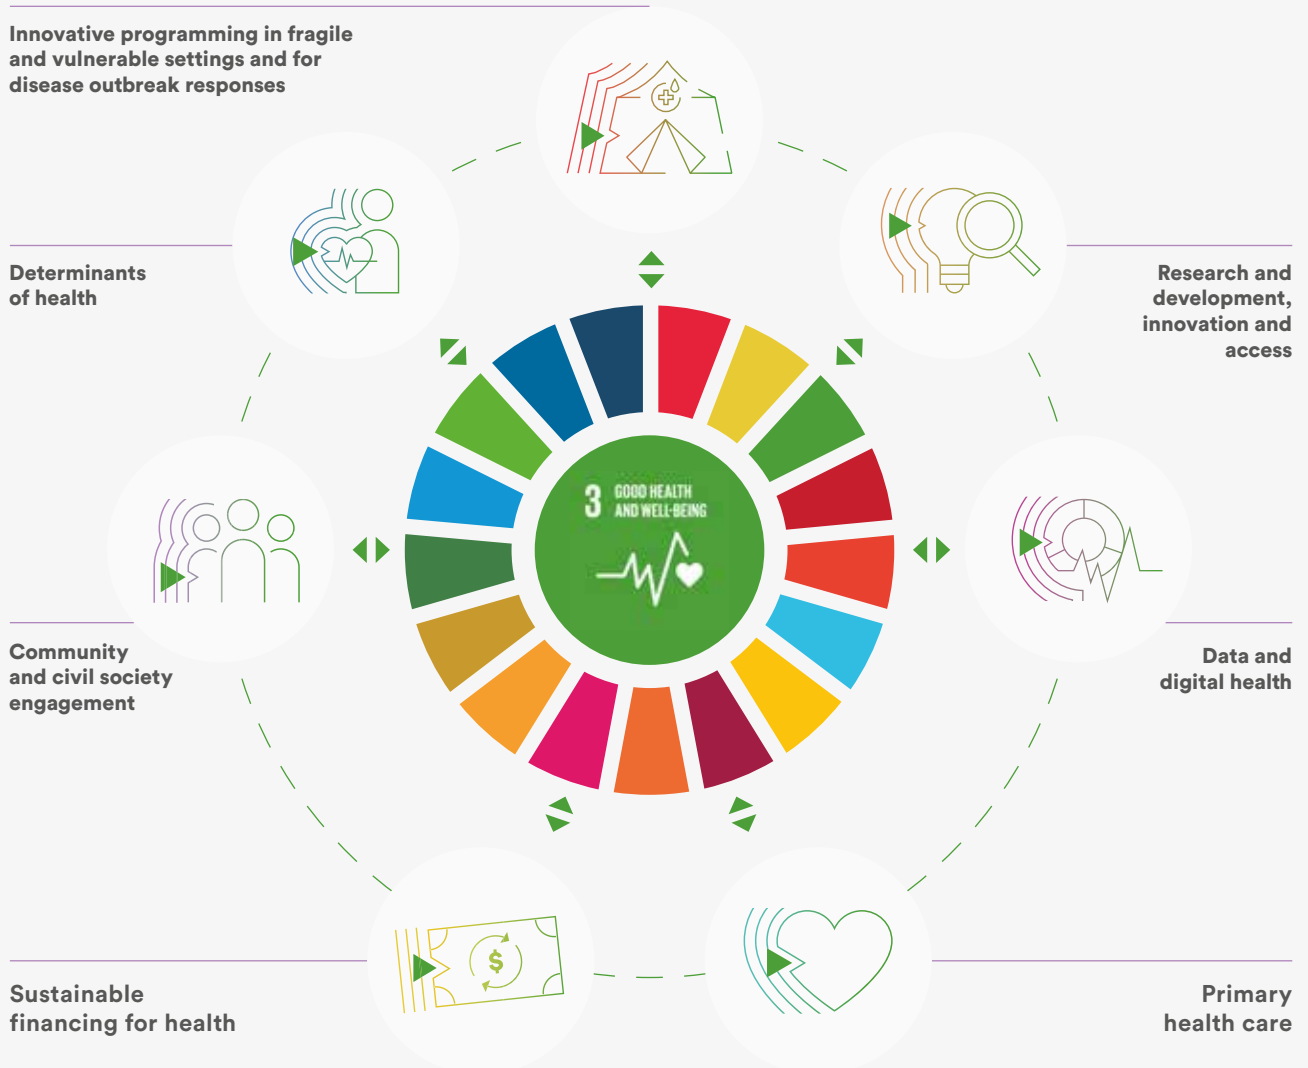 Innovative programming in fragile
and vulnerable settings and for
disease outbreak responses
Determinants
of health
Research and
development,
innovation and
access
3 GOOD HEALTH
AND WELL-BEING
Community
and civil society
engagement
Data and
digital health
$
Sustainable
financing for health
Primary
health care